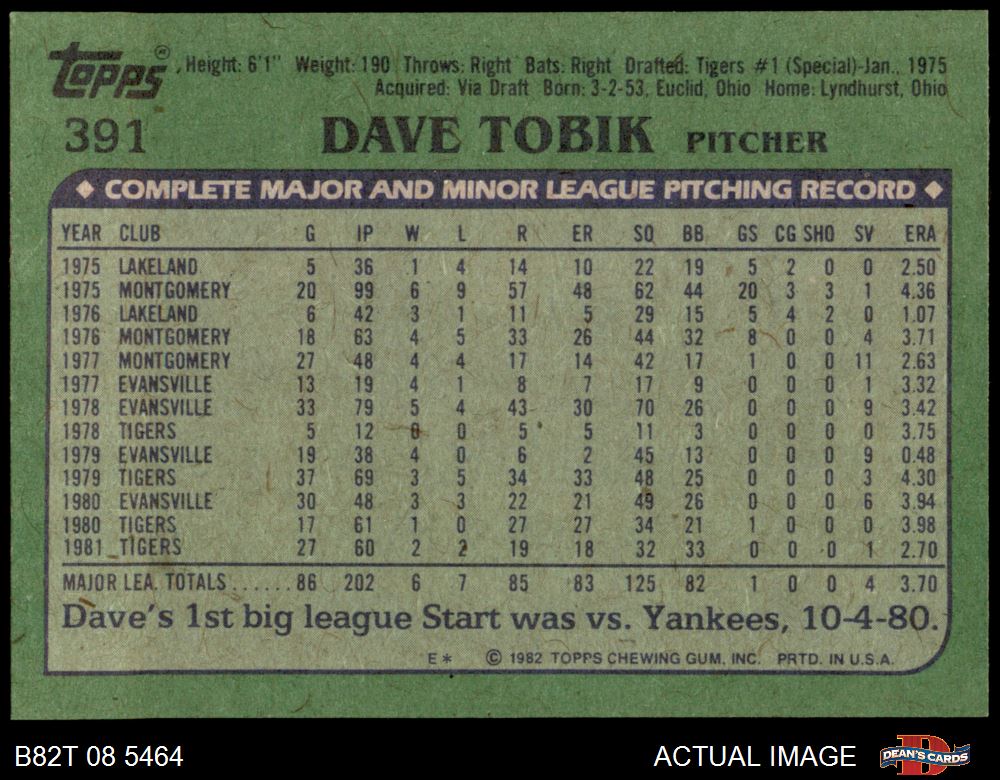 Topps® Height: 6'1" Weight: 190 Throws: Right Bats: Right Drafted: Tigers #1 (Special)-Jan., 1975
Acquired: Via Draft Born: 3-2-53, Euclid, Ohio Home: Lyndhurst, Ohio
391 DAVE TOBIK PITCHER
◆ COMPLETE MAJOR AND MINOR LEAGUE PITCHING RECORD ◆
YEAR CLUB G IP W L R ER SO BB GS CG SHO SV ERA
1975 LAKELAND 5 36 1 4 14 10 22 19 5 2 0 0 2.50
1975 MONTGOMERY 20 99 6 9 57 48 62 44 20 3 3 1 4.36
1976 LAKELAND 6 42 3 1 11 5 29 15 5 4 2 0 1.07
1976 MONTGOMERY 18 63 4 5 33 26 44 32 8 0 0 4 3.71
1977 MONTGOMERY 27 48 4 4 17 14 42 17 1 0 0 11 2.63
1977 EVANSVILLE 13 19 4 1 8 7 17 9 0 0 0 1 3.32
1978 EVANSVILLE 33 79 5 4 43 30 70 26 0 0 0 9 3.42
1978 TIGERS 5 12 0 0 5 5 11 3 0 0 0 0 3.75
1979 EVANSVILLE 19 38 4 0 6 2 45 13 0 0 0 9 0.48
1979 TIGERS 37 69 3 5 34 33 48 25 0 0 0 3 4.30
1980 EVANSVILLE 30 48 3 3 22 21 49 26 0 0 0 6 3.94
1980 TIGERS 17 61 1 0 27 27 34 21 1 0 0 0 3.98
1981 TIGERS 27 60 2 2 19 18 32 33 0 0 0 1 2.70
MAJOR LEA. TOTALS......86 202 6 7 85 83 125 82 1 0 0 4 3.70
Dave's 1st big league Start was vs. Yankees, 10-4-80.
E* © 1982 TOPPS CHEWING GUM, INC. PRTD. IN U.S.A.
B82T 08 5464 ACTUAL IMAGE DEAN'S CARDS